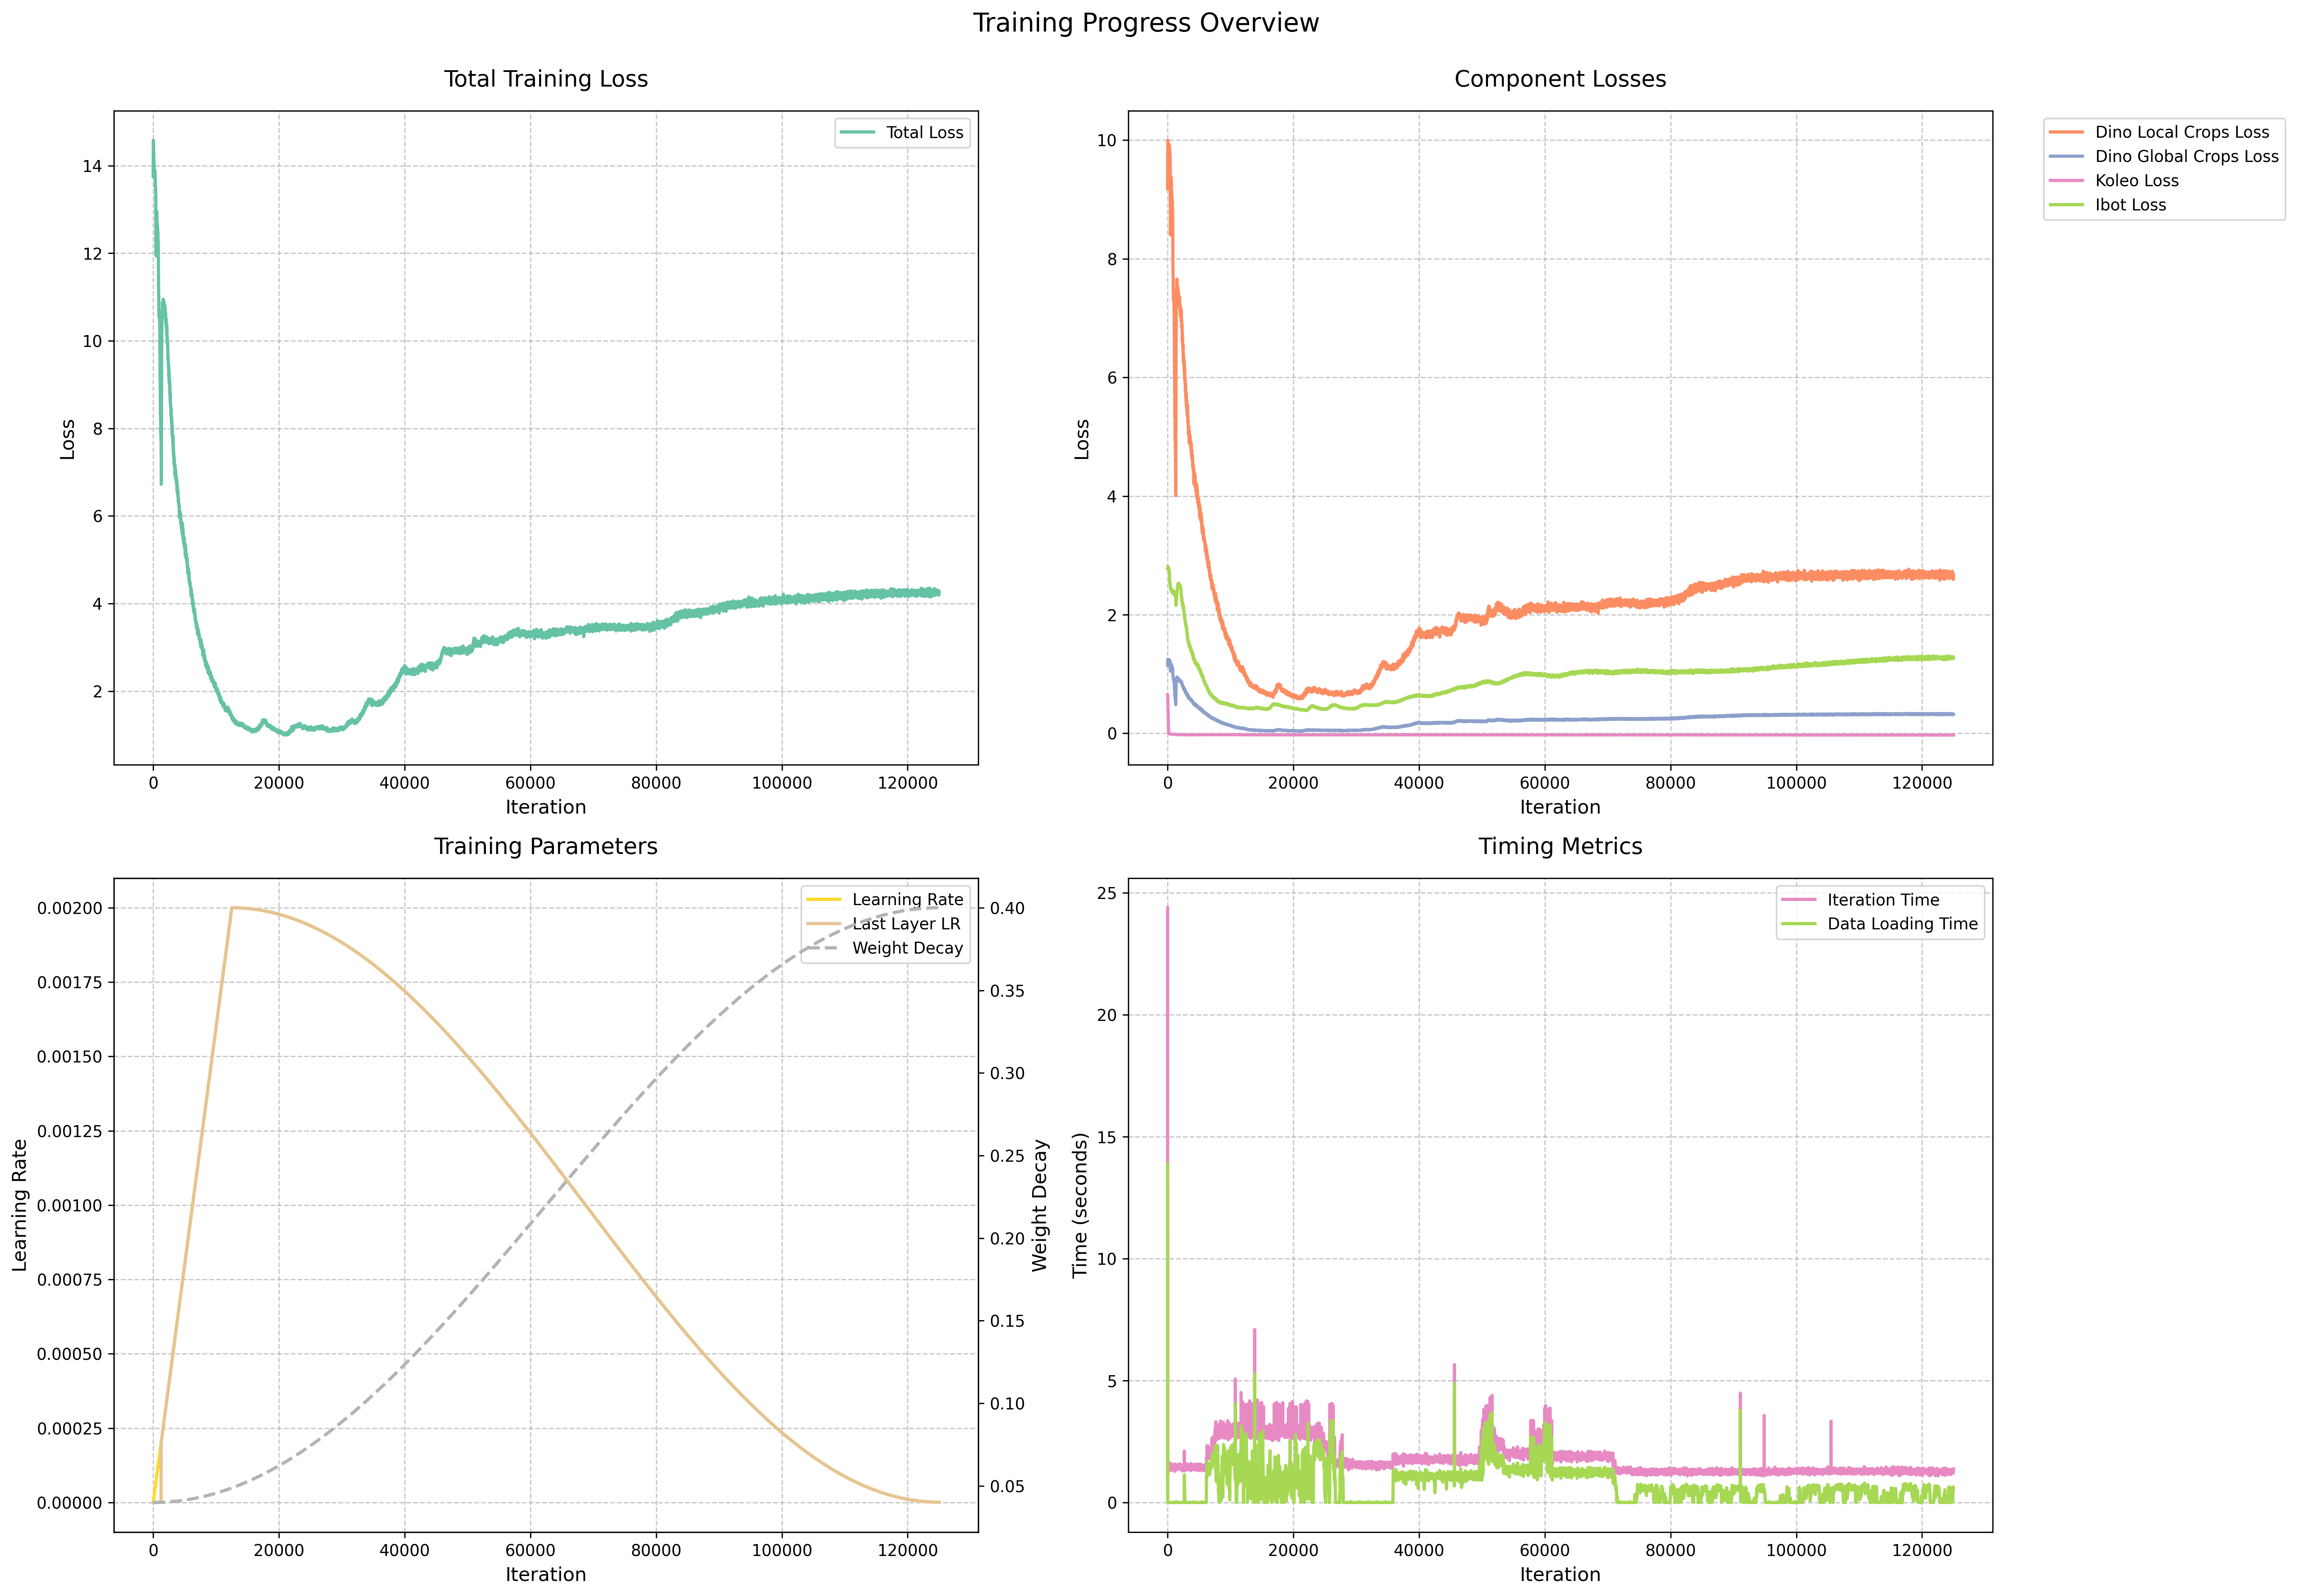 Training Progress Overview
Total Training Loss
Total Loss
14
12
10
8
6
4
2
Loss
0
20000
40000
60000
80000
100000
120000
Iteration
Component Losses
Dino Local Crops Loss
Dino Global Crops Loss
Koleo Loss
Ibot Loss
10
8
6
4
2
0
Loss
0
20000
40000
60000
80000
100000
120000
Iteration
Training Parameters
Learning Rate
Last Layer LR
Weight Decay
0.00200
0.00175
0.00150
0.00125
0.00100
0.00075
0.00050
0.00025
0.00000
Learning Rate
0.40
0.35
0.30
0.25
0.20
0.15
0.10
0.05
Weight Decay
0
20000
40000
60000
80000
100000
120000
Iteration
Timing Metrics
Iteration Time
Data Loading Time
25
20
15
10
5
0
Time (seconds)
0
20000
40000
60000
80000
100000
120000
Iteration